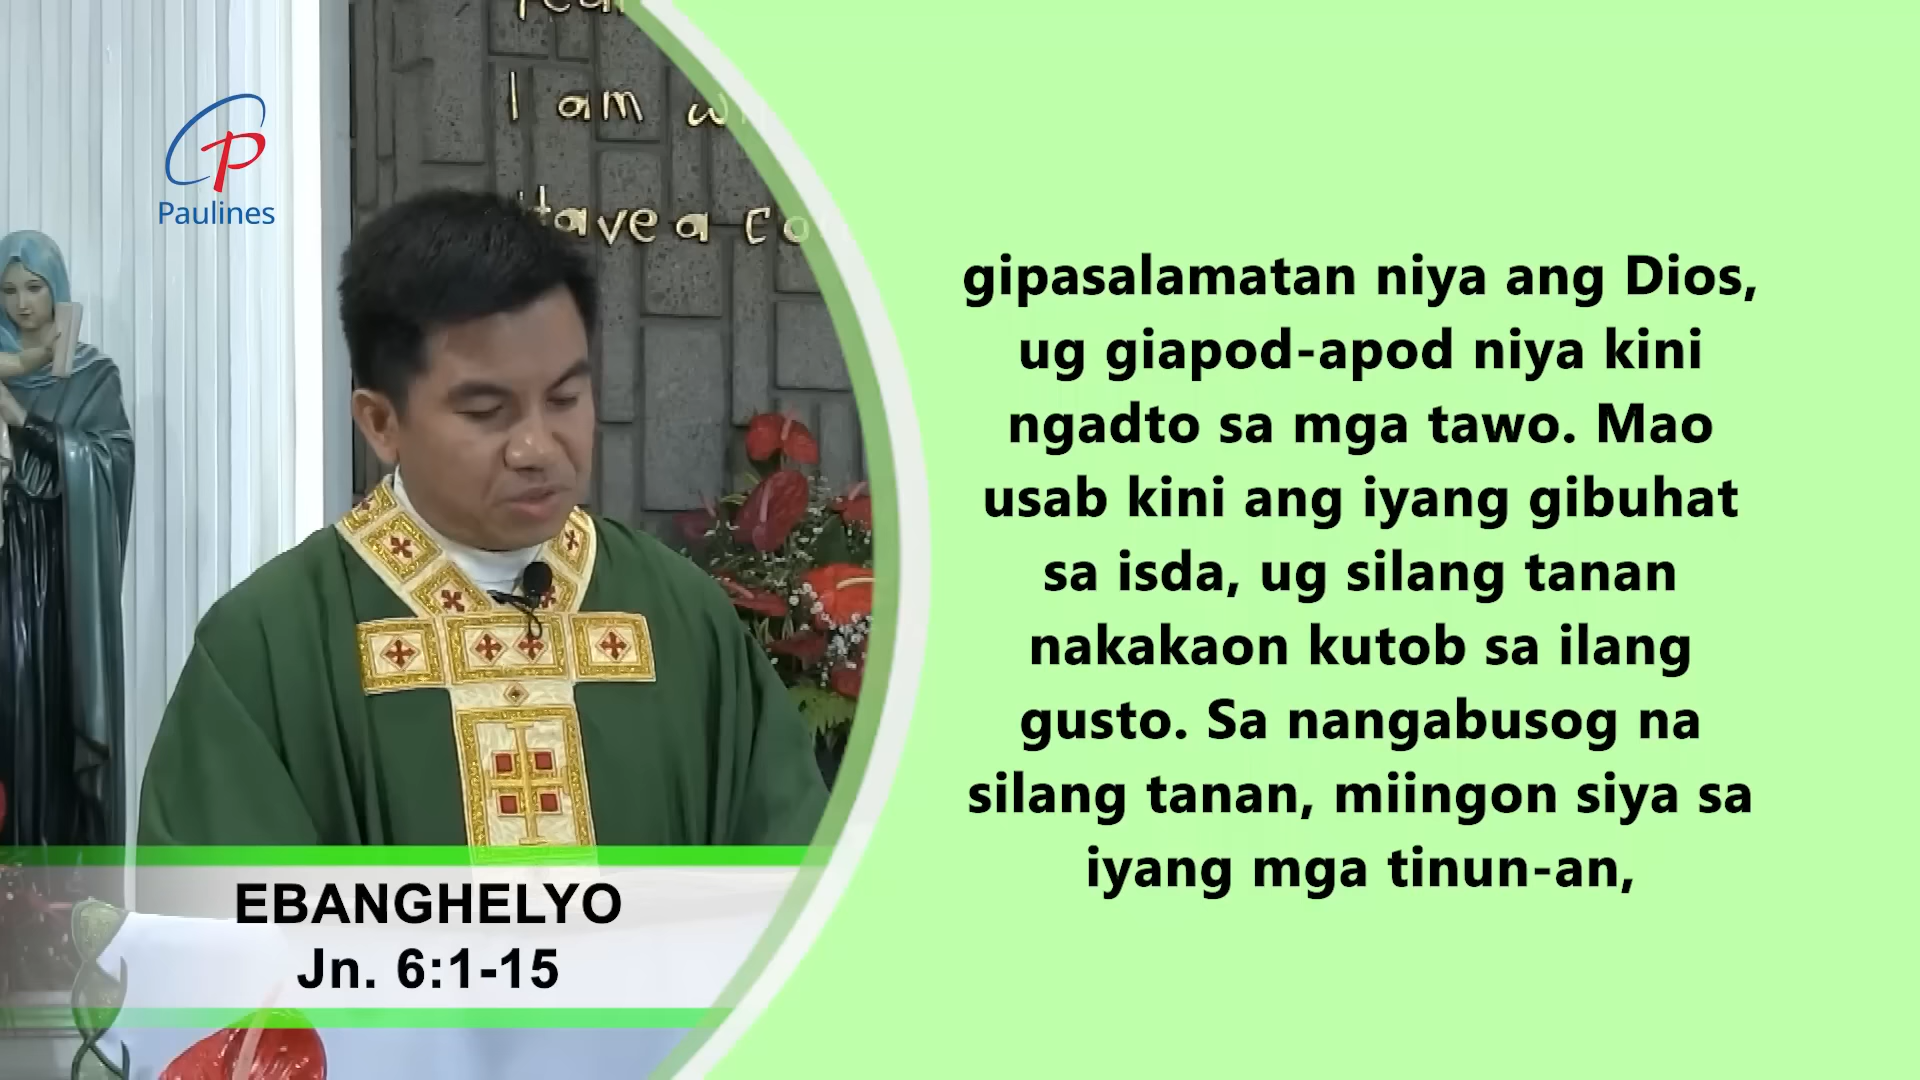 I am
Have a
Paulines
gipasalamatan niya ang Dios,
ug giapod-apod niya kini
ngadto sa mga tawo. Mao
usab kini ang iyang gibuhat
sa isda, ug silang tanan
nakakaon kutob sa ilang
gusto. Sa nangabusog na
silang tanan, miingon siya sa
iyang mga tinun-an,
EBANGHELYO
Jn. 6:1-15